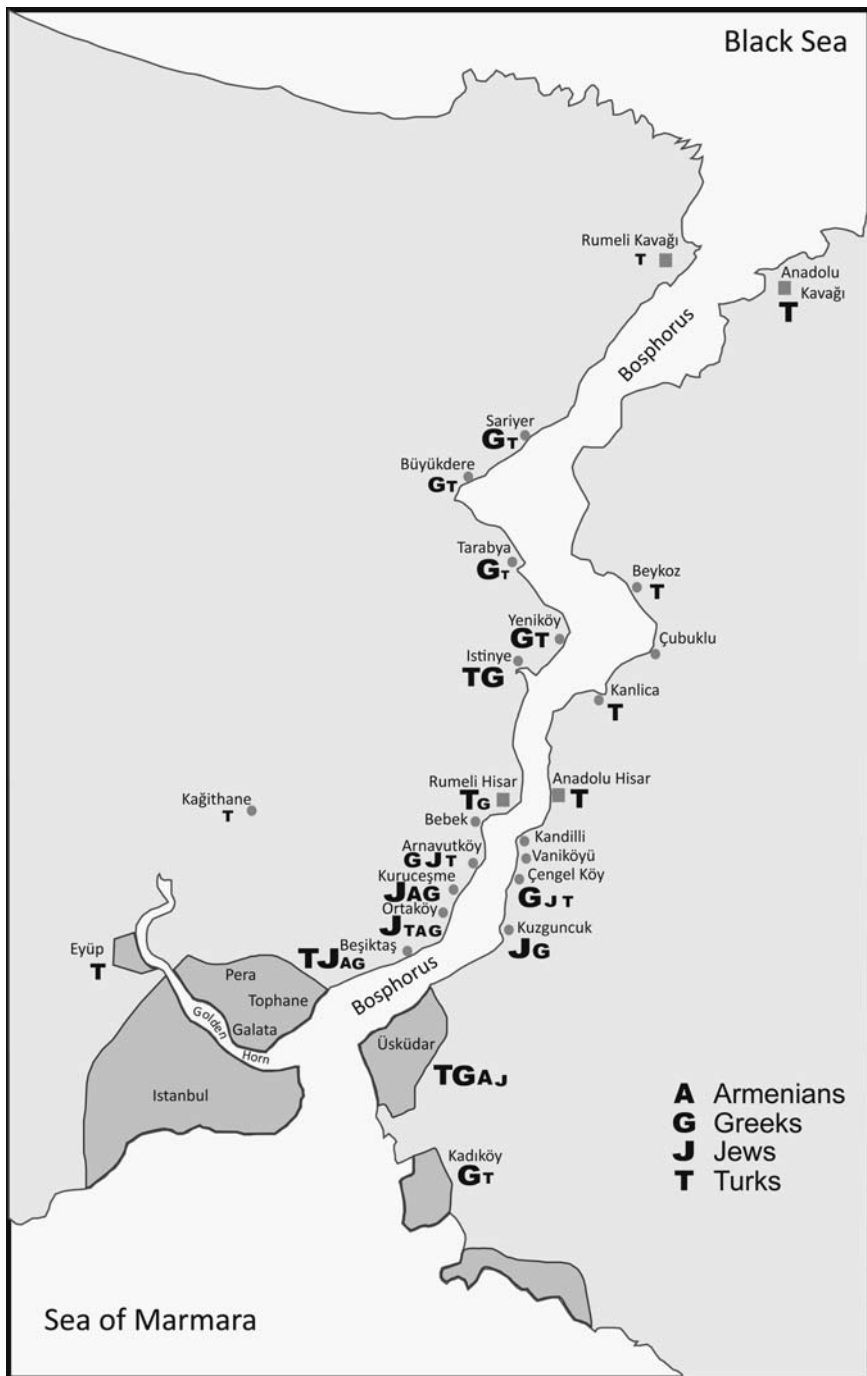 Black Sea
Rumeli Kavağı
T
Anadolu
Kavağı
T
Bosphorus
Sariyer
GT
Büyükdere
GT
Tarabya
GT
Beykoz
T
Yeniköy
GT
Çubuklu
Istinye
TG
Kanlica
T
Rumeli Hisar
TG
Anadolu Hisar
T
Kağithane
T
Bebek
Kandilli
Arnavutköy
GJT
Vaniköyü
Kuruceşme
JAG
Çengel Köy
GJT
Ortaköy
JTAG
Kuzguncuk
JG
Beşiktaş
TJAG
Eyüp
T
Pera
Tophane
Galata
Bosphorus
Golden
Horn
Üsküdar
TGAJ
Istanbul
A Armenians
G Greeks
J Jews
T Turks
Kadıköy
GT
Sea of Marmara